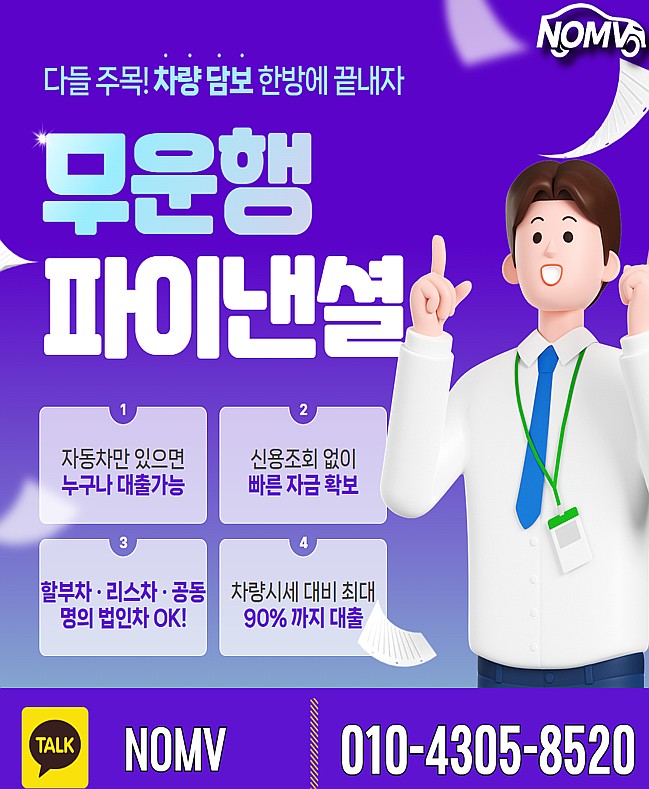 NOMV
다들 주목! 차량 담보 한방에 끝내자
무운행
파이낸셜
1
자동차만 있으면
누구나 대출가능
2
신용조회 없이
빠른 자금 확보
3
할부차 · 리스차 · 공동
명의 법인차 OK!
4
차량시세 대비 최대
90% 까지 대출
TALK
NOMV
010-4305-8520